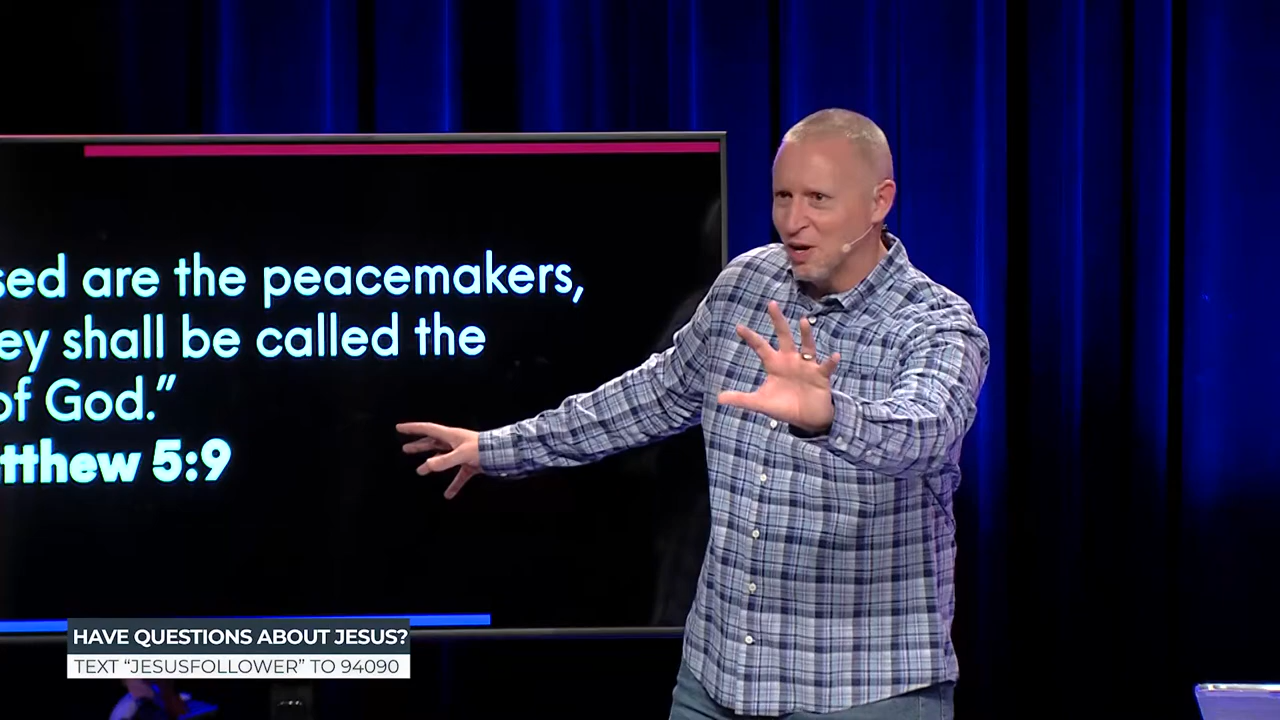 sed are the peacemakers,
ey shall be called the
of God.”
tthew 5:9
HAVE QUESTIONS ABOUT JESUS?
TEXT “JESUSFOLLOWER” TO 94090